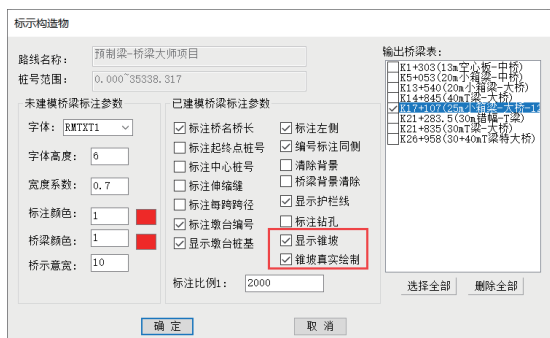 标示构造物
路线名称: 预制梁-桥梁大师项目
桩号范围: 0.000~35338.317
未建模桥梁标注参数
字体: RMTXT1
字体高度: 6
宽度系数: 0.7
标注颜色: 1
桥梁颜色: 1
桥示意宽: 10
已建模桥梁标注参数
标注桥名桥长 标注左侧
标注起终点桩号 编号标注同侧
标注中心桩号 清除背景
标注伸缩缝 桥梁背景清除
标注每跨跨径 显示护栏线
标注墩台编号 标注钻孔
显示墩台桩基 显示锥坡
锥坡真实绘制
标注比例1: 2000
输出桥梁表:
K1+303(13m空心板-中桥)
K5+053(20m小箱梁-中桥)
K13+540(20m小箱梁-大桥)
K14+845(40mT梁-大桥)
K17+107(25m小箱梁-大桥-12
K21+283.5(30m错幅-T梁)
K21+835(30mT梁-大桥)
K26+958(30+40mT梁特大桥)
选择全部 删除全部
确 定 取 消